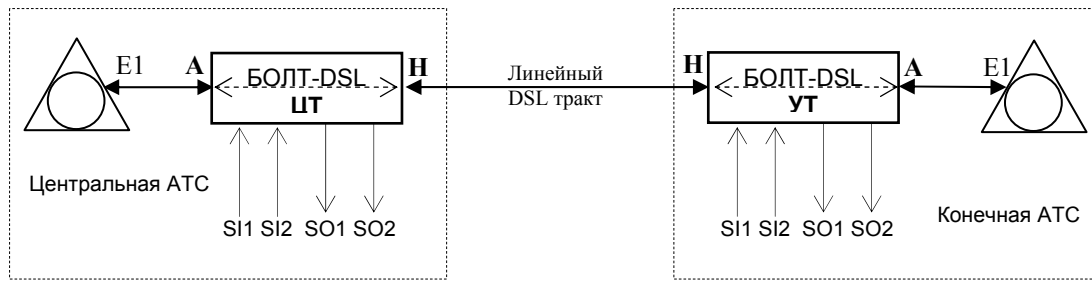 E1 А БОЛТ-DSL Н Линейный Н БОЛТ-DSL А E1
ЦТ DSL тракт УТ
Центральная АТС
SI1 SI2 SO1 SO2
SI1 SI2 SO1 SO2
Конечная АТС